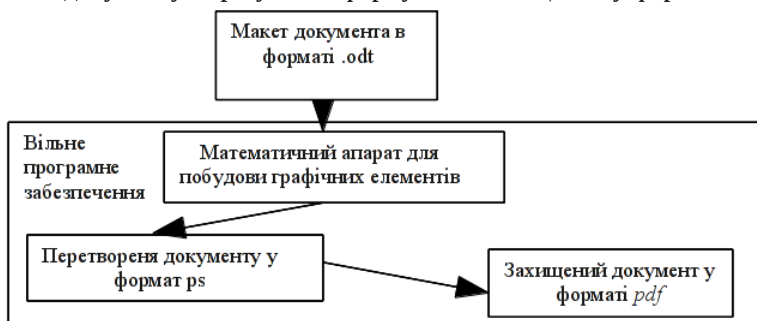 Макет документа в
форматі .odt
Вільне
програмне
забезпечення
Математичний апарат для
побудови графічних елементів
Перетвореня документу у
формат ps
Захищений документ у
форматі pdf